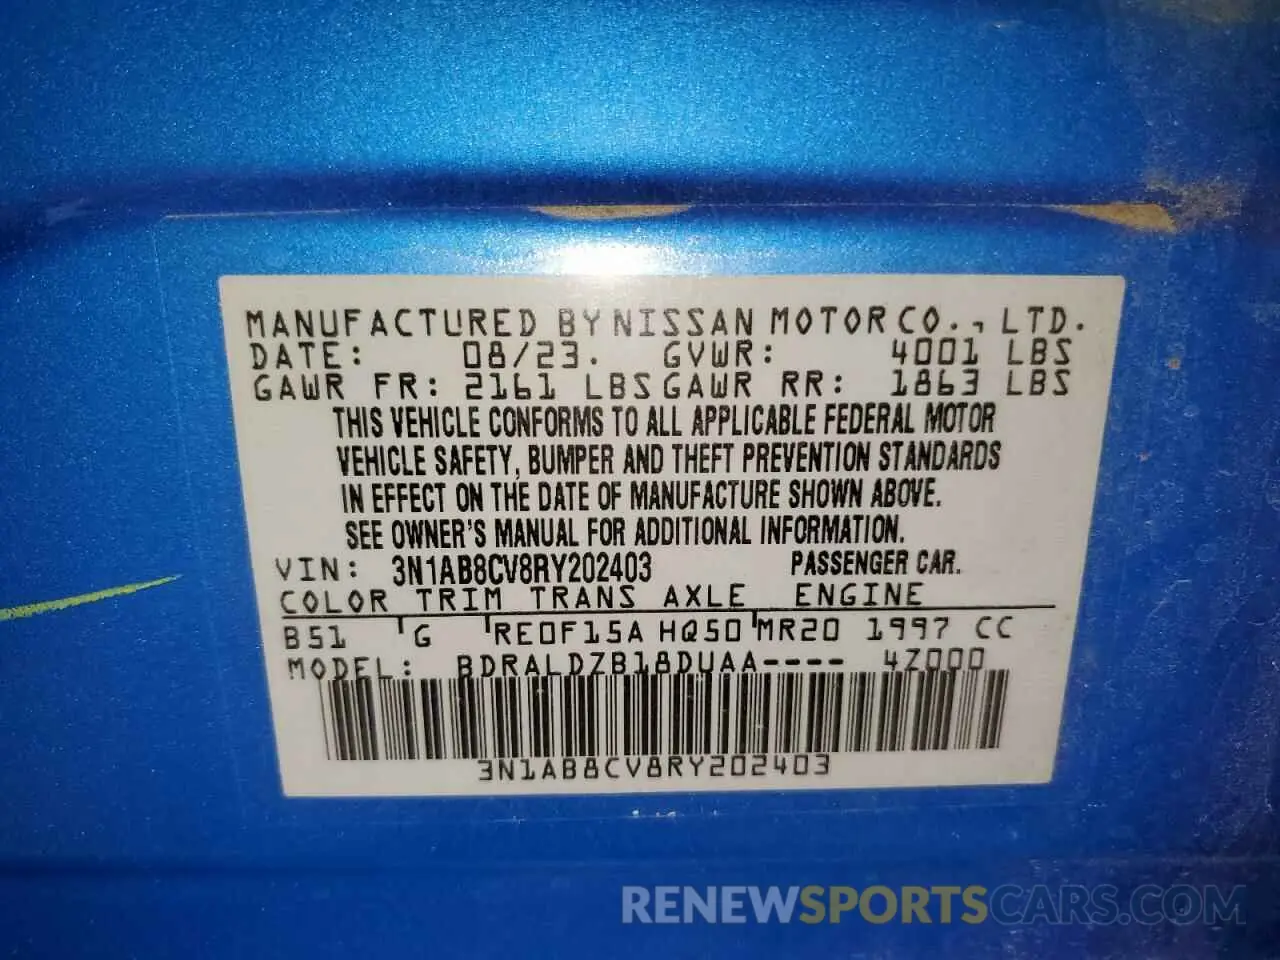 MANUFACTURED BY NISSAN MOTOR CO., LTD.
DATE: 08/23. GVWR: 4001 LBS
GAWR FR: 2161 LBS GAWR RR: 1863 LBS
THIS VEHICLE CONFORMS TO ALL APPLICABLE FEDERAL MOTOR
VEHICLE SAFETY, BUMPER AND THEFT PREVENTION STANDARDS
IN EFFECT ON THE DATE OF MANUFACTURE SHOWN ABOVE.
SEE OWNER'S MANUAL FOR ADDITIONAL INFORMATION.
VIN: 3N1AB8CV8RY202403 PASSENGER CAR.
COLOR TRIM TRANS AXLE ENGINE
B51 G RE0F15A HQ50 MR20 1997 CC
MODEL: BDRALDZB18DUAA---- 4Z000
3N1AB8CV8RY202403
RENEWSPORTSCARS.COM